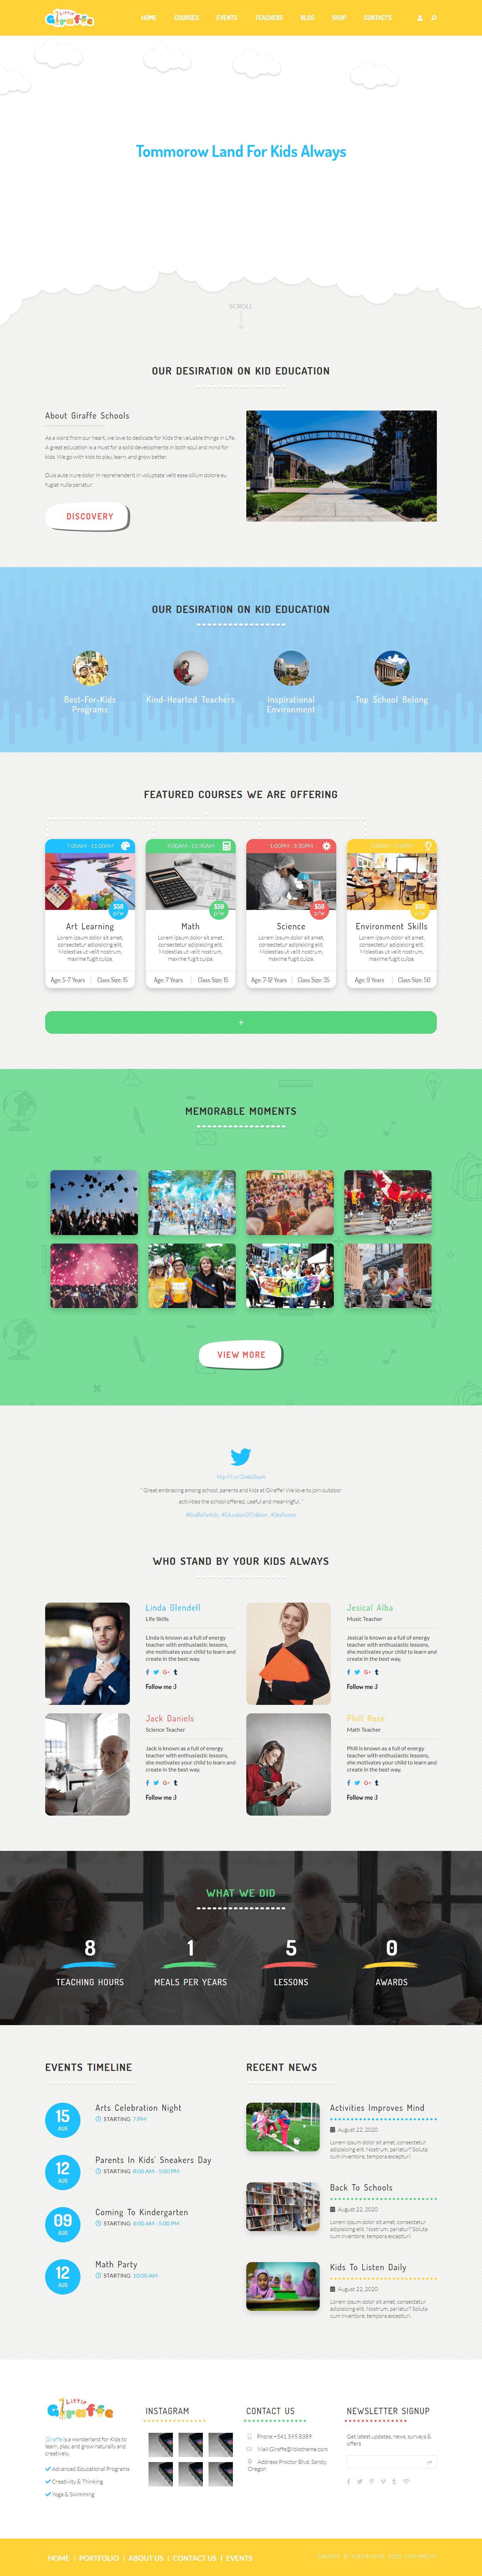 Little Giraffe
HOME COURSES EVENTS TEACHERS BLOG SHOP CONTACTS
Tommorow Land For Kids Always
SCROLL
OUR DESIRATION ON KID EDUCATION
About Giraffe Schools
As a word from our heart, we love to dedicate for Kids the valuable things in Life.
A great education is a must for a solid developments in both soul and mind for
kids. We go with kids to play, learn, and grow better.
Duis aute irure dolor in reprehenderit in voluptate velit esse cillum dolore eu
fugiat nulla pariatur.
DISCOVERY
OUR DESIRATION ON KID EDUCATION
Best-For-Kids
Programs
Kind-Hearted Teachers
Inspirational
Environment
Top School Belong
FEATURED COURSES WE ARE OFFERING
7:00AM - 11:00AM
$59
p/w
Art Learning
Lorem ipsum dolor sit amet,
consectetur adipisicing elit.
Molestias ut velit nostrum,
maxime fugit culpa.
Age: 5-7 Years Class Size: 15
9:00AM - 11:30AM
$59
p/w
Math
Lorem ipsum dolor sit amet,
consectetur adipisicing elit.
Molestias ut velit nostrum,
maxime fugit culpa.
Age: 7 Years Class Size: 15
1:00PM - 3:30PM
$59
p/w
Science
Lorem ipsum dolor sit amet,
consectetur adipisicing elit.
Molestias ut velit nostrum,
maxime fugit culpa.
Age: 7-12 Years Class Size: 35
$59
p/w
Environment Skills
Lorem ipsum dolor sit amet,
consectetur adipisicing elit.
Molestias ut velit nostrum,
maxime fugit culpa.
Age: 9 Years Class Size: 50
+
MEMORABLE MOMENTS
Pride
VIEW MORE
" Great embracing among school, parents and kids at Giraffe! We love to join outdoor
activities the school offered, useful and meaningful. "
WHO STAND BY YOUR KIDS ALWAYS
Linda Glendell
Life Skills
Linda is known as a full of energy
teacher with enthusiastic lessons,
she motivates your child to learn and
create in the best way.
Follow me :)
Jesical Alba
Music Teacher
Jesical is known as a full of energy
teacher with enthusiastic lessons,
she motivates your child to learn and
create in the best way.
Follow me :)
Jack Daniels
Science Teacher
Jack is known as a full of energy
teacher with enthusiastic lessons,
she motivates your child to learn and
create in the best way.
Follow me :)
Phill Rose
Math Teacher
Phill is known as a full of energy
teacher with enthusiastic lessons,
she motivates your child to learn and
create in the best way.
Follow me :)
WHAT WE DID
8
TEACHING HOURS
1
MEALS PER YEARS
5
LESSONS
0
AWARDS
EVENTS TIMELINE
15
AUG
Arts Celebration Night
STARTING 7:PM
12
AUG
Parents In Kids' Sneakers Day
STARTING 8:00 AM - 5:00 PM
09
AUG
Coming To Kindergarten
STARTING 8:00 AM - 5:00 PM
12
AUG
Math Party
STARTING 10:00 AM
RECENT NEWS
Activities Improves Mind
August 22, 2020
Lorem ipsum dolor sit amet, consectetur
adipisicing elit. Nostrum, pariatur? Soluta
cum inventore, tempora excepturi.
Back To Schools
August 22, 2020
Lorem ipsum dolor sit amet, consectetur
adipisicing elit. Nostrum, pariatur? Soluta
cum inventore, tempora excepturi.
Kids To Listen Daily
August 22, 2020
Lorem ipsum dolor sit amet, consectetur
adipisicing elit. Nostrum, pariatur? Soluta
cum inventore, tempora excepturi.
Little Giraffe
Giraffe is a wonderland for Kids to
learn, play, and grow naturally and
creatively.
Advanced Educational Programs
Creativity & Thinking
Yoga & Swimming
INSTAGRAM
CONTACT US
Phone:+541 595 8389
Mail:Giraffe@Yolotheme.com
Address Proctor Blvd, Sandy,
Oregon
NEWSLETTER SIGNUP
Get latest updates, news, surveys &
offers
HOME | PORTFOLIO | ABOUT US | CONTACT US | EVENTS
GIRAFFE © YOLOTHEME 2020 COPYRIGHT